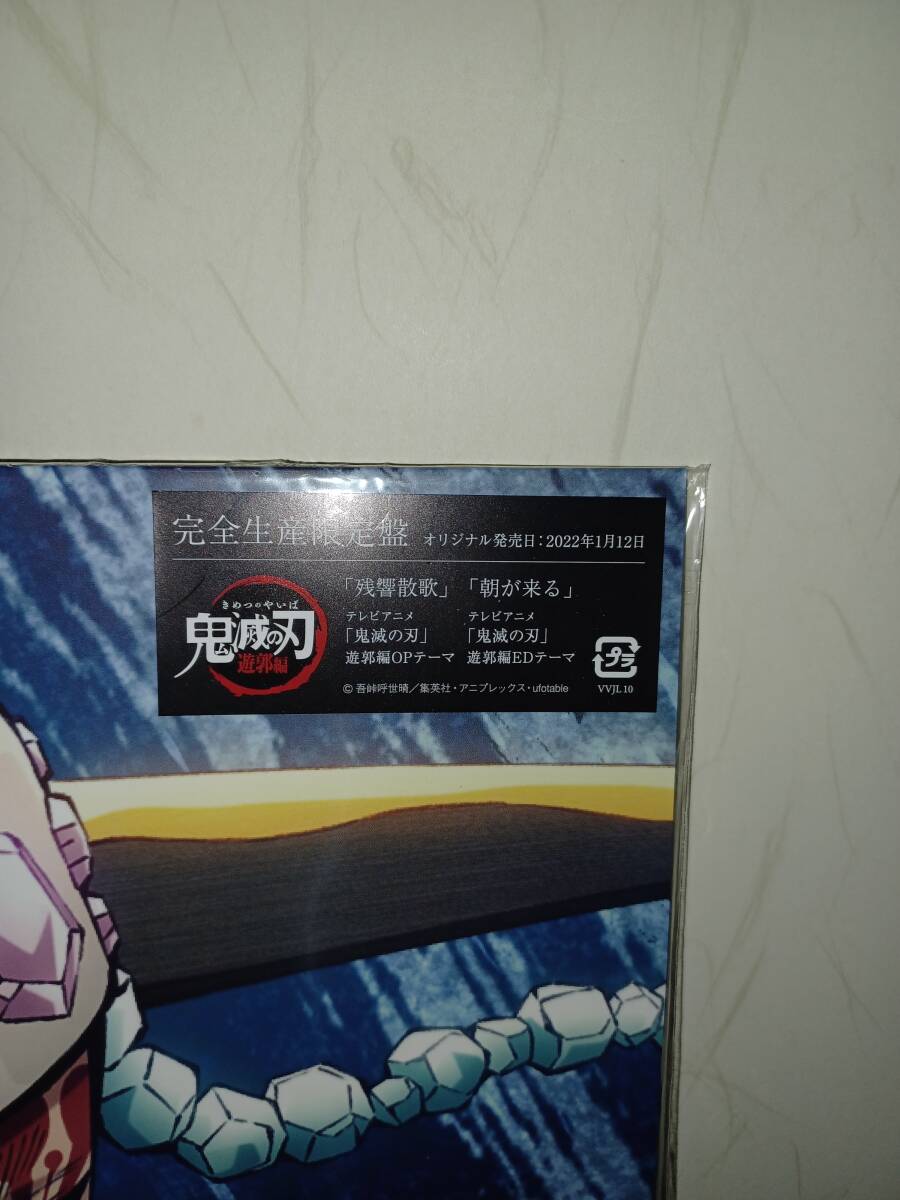 完全生産限定盤 オリジナル発売日：2022年1月12日
「残響散歌」 「朝が来る」
きめつのやいば
鬼滅の刃
遊郭編
テレビアニメ テレビアニメ
「鬼滅の刃」 「鬼滅の刃」
遊郭編OPテーマ 遊郭編EDテーマ
プラ
© 吾峠呼世晴／集英社・アニプレックス・ufotable
VVJL 10